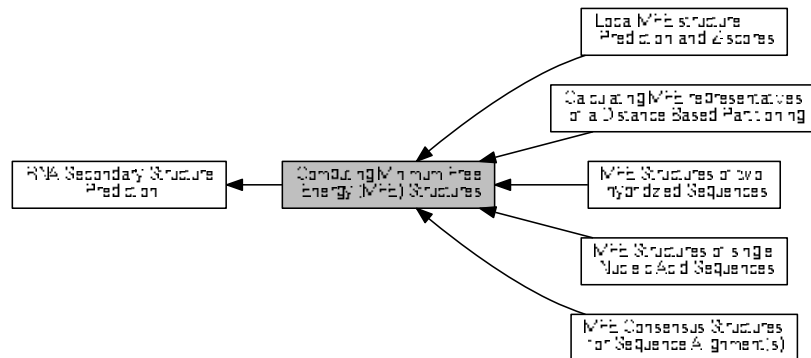 Local MFE structure
Prediction and Z-scores
Calculating MFE representatives
of a Distance Based Partitioning
RNA Secondary Structure
Prediction
Computing Minimum Free
Energy (MFE) Structures
MFE Structures of two
hybridized Sequences
MFE Structures of single
Nucleic Acid Sequences
MFE Consensus Structures
for Sequence Alignment(s)